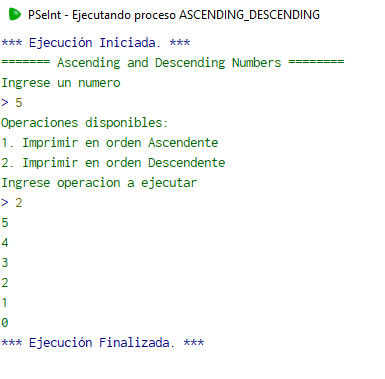 PSeInt - Ejecutando proceso ASCENDING_DESCENDING
*** Ejecución Iniciada. ***
======= Ascending and Descending Numbers ========
Ingrese un numero
> 5
Operaciones disponibles:
1. Imprimir en orden Ascendente
2. Imprimir en orden Descendente
Ingrese operacion a ejecutar
> 2
5
4
3
2
1
0
*** Ejecución Finalizada. ***